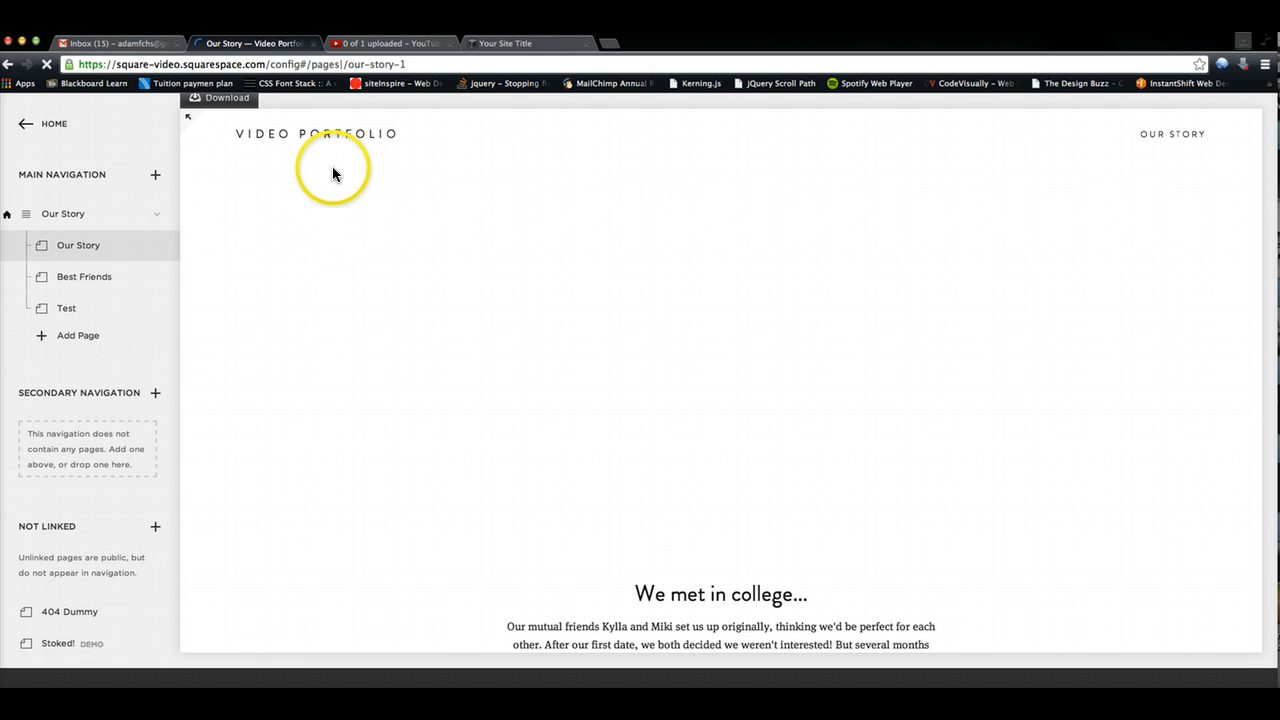 Inbox (15) – adamfchs@g
Our Story — Video Portfol
0 of 1 uploaded - YouTub
Your Site Title
https://square-video.squarespace.com/config#/pages|/our-story-1
Apps
Blackboard Learn
Tuition paymen plan
CSS Font Stack :: A
jquery – Stopping
MailChimp Annual R
Kerning.js
jQuery Scroll Path
Spotify Web Player
CodeVisually – Web
siteInspire – Web D
The Design Buzz –
InstantShift Web De
Download
HOME
VIDEO PORTFOLIO
OUR STORY
MAIN NAVIGATION
Our Story
Our Story
Best Friends
Test
Add Page
SECONDARY NAVIGATION
This navigation does not
contain any pages. Add one
above, or drop one here.
NOT LINKED
Unlinked pages are public, but
do not appear in navigation.
404 Dummy
Stoked! DEMO
We met in college...
Our mutual friends Kylla and Miki set us up originally, thinking we'd be perfect for each
other. After our first date, we both decided we weren't interested! But several months